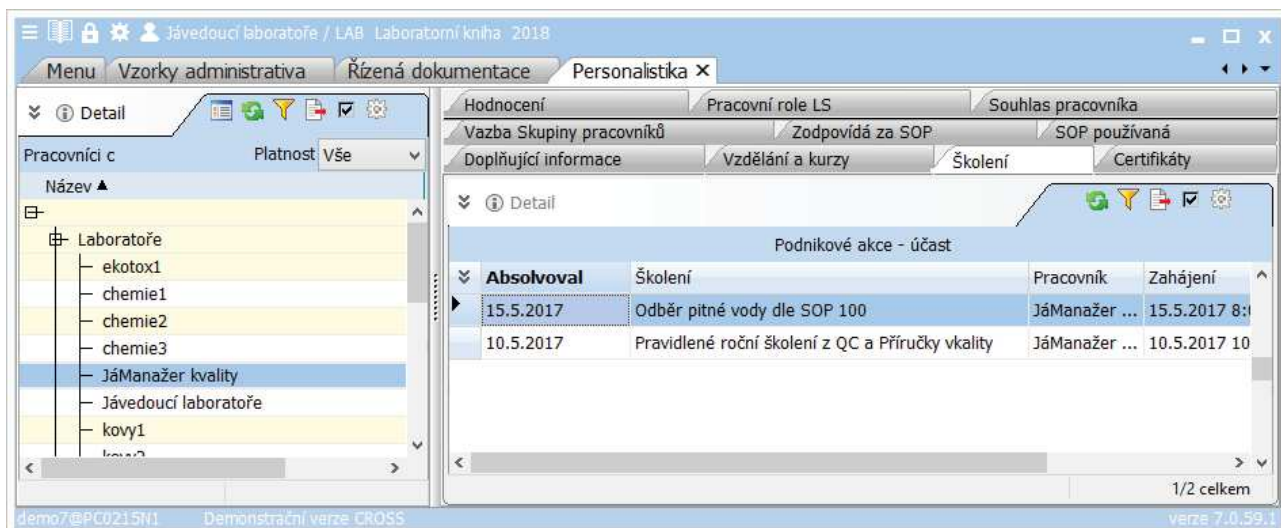 Jávedoucí laboratoře / LAB Laboratorní kniha 2018
Menu Vzorky administrativa Řízená dokumentace Personalistika
Detail
Pracovníci c Platnost Vše
Název
Laboratoře
ekotox1
chemie1
chemie2
chemie3
JáManažer kvality
Jávedoucí laboratoře
kovy1
Hodnocení Pracovní role LS Souhlas pracovníka
Vazba Skupiny pracovníků Zodpovídá za SOP SOP používaná
Doplňující informace Vzdělání a kurzy Školení Certifikáty
Detail
Podnikové akce - účast
Absolvoval Školení Pracovník Zahájení
15.5.2017 Odběr pitné vody dle SOP 100 JáManažer ... 15.5.2017 8:
10.5.2017 Pravidlené roční školení z QC a Příručky vkality JáManažer ... 10.5.2017 10
1/2 celkem
demo7@PC0215N1 Demonstrační verze CROSS verze 7.0.59.1